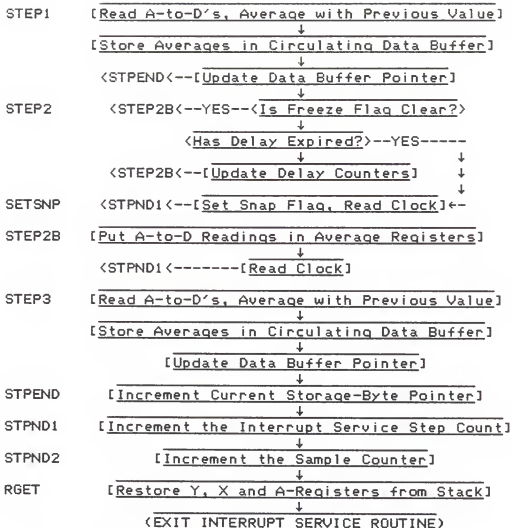 STEP1 [Read A-to-D's, Average with Previous Value]
↓
[Store Averages in Circulating Data Buffer]
↓
<STPEND<--[Update Data Buffer Pointer]
↓
STEP2 <STEP2B<--YES--<Is Freeze Flag Clear?>
↓
<Has Delay Expired?>--YES-----
↓ ↓
<STEP2B<--[Update Delay Counters] ↓
↓ ↓
SETSNP <STPND1<--[Set Snap Flag, Read Clock]←-
STEP2B [Put A-to-D Readings in Average Registers]
↓
<STPND1<-------[Read Clock]
STEP3 [Read A-to-D's, Average with Previous Value]
↓
[Store Averages in Circulating Data Buffer]
↓
[Update Data Buffer Pointer]
↓
STPEND [Increment Current Storage-Byte Pointer]
↓
STPND1 [Increment the Interrupt Service Step Count]
↓
STPND2 [Increment the Sample Counter]
↓
RGET [Restore Y, X and A-Registers from Stack]
↓
(EXIT INTERRUPT SERVICE ROUTINE)